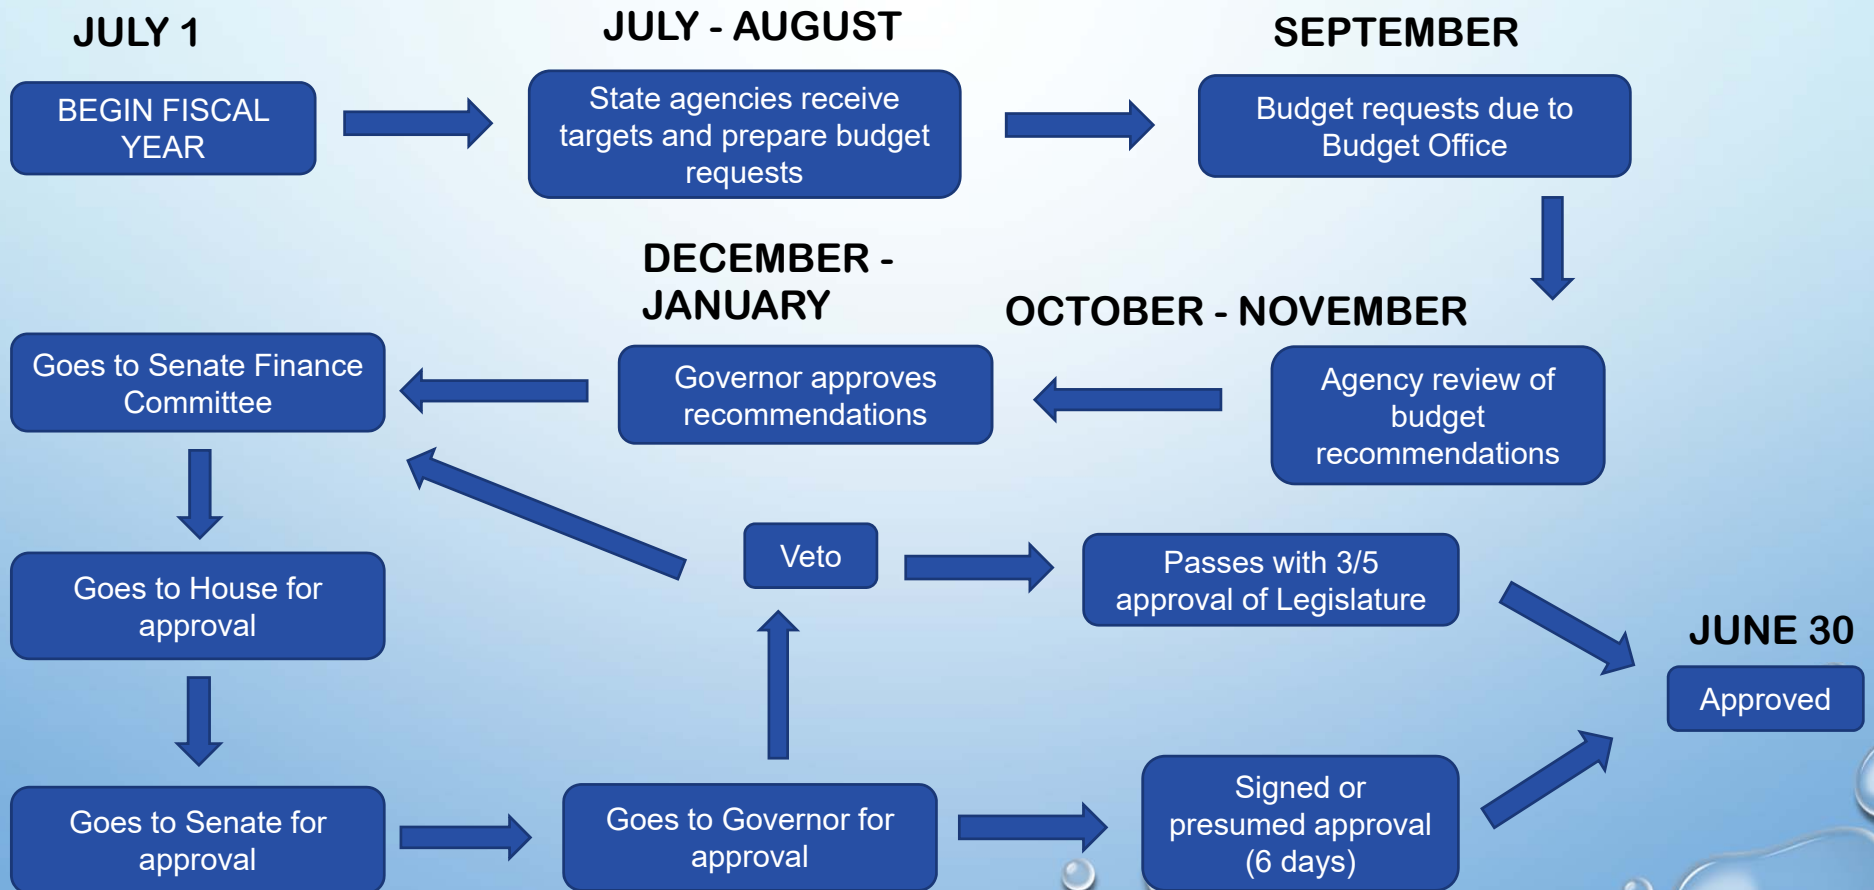 JULY 1
BEGIN FISCAL
YEAR
JULY - AUGUST
State agencies receive
targets and prepare budget
requests
SEPTEMBER
Budget requests due to
Budget Office
OCTOBER - NOVEMBER
Agency review of
budget
recommendations
DECEMBER -
JANUARY
Governor approves
recommendations
Goes to Senate Finance
Committee
Goes to House for
approval
Goes to Senate for
approval
Goes to Governor for
approval
Veto
Passes with 3/5
approval of Legislature
Signed or
presumed approval
(6 days)
JUNE 30
Approved